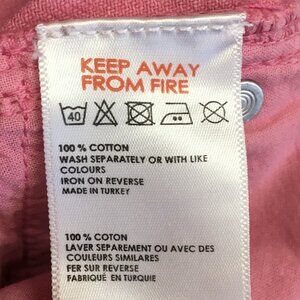 KEEP AWAY
FROM FIRE
40
100 % COTTON
WASH SEPARATELY OR WITH LIKE
COLOURS
IRON ON REVERSE
MADE IN TURKEY
100 % COTON
LAVER SEPAREMENT OU AVEC DES
COULEURS SIMILAIRES
FER SUR REVERSE
FABRIQUÉ EN TURQUIE